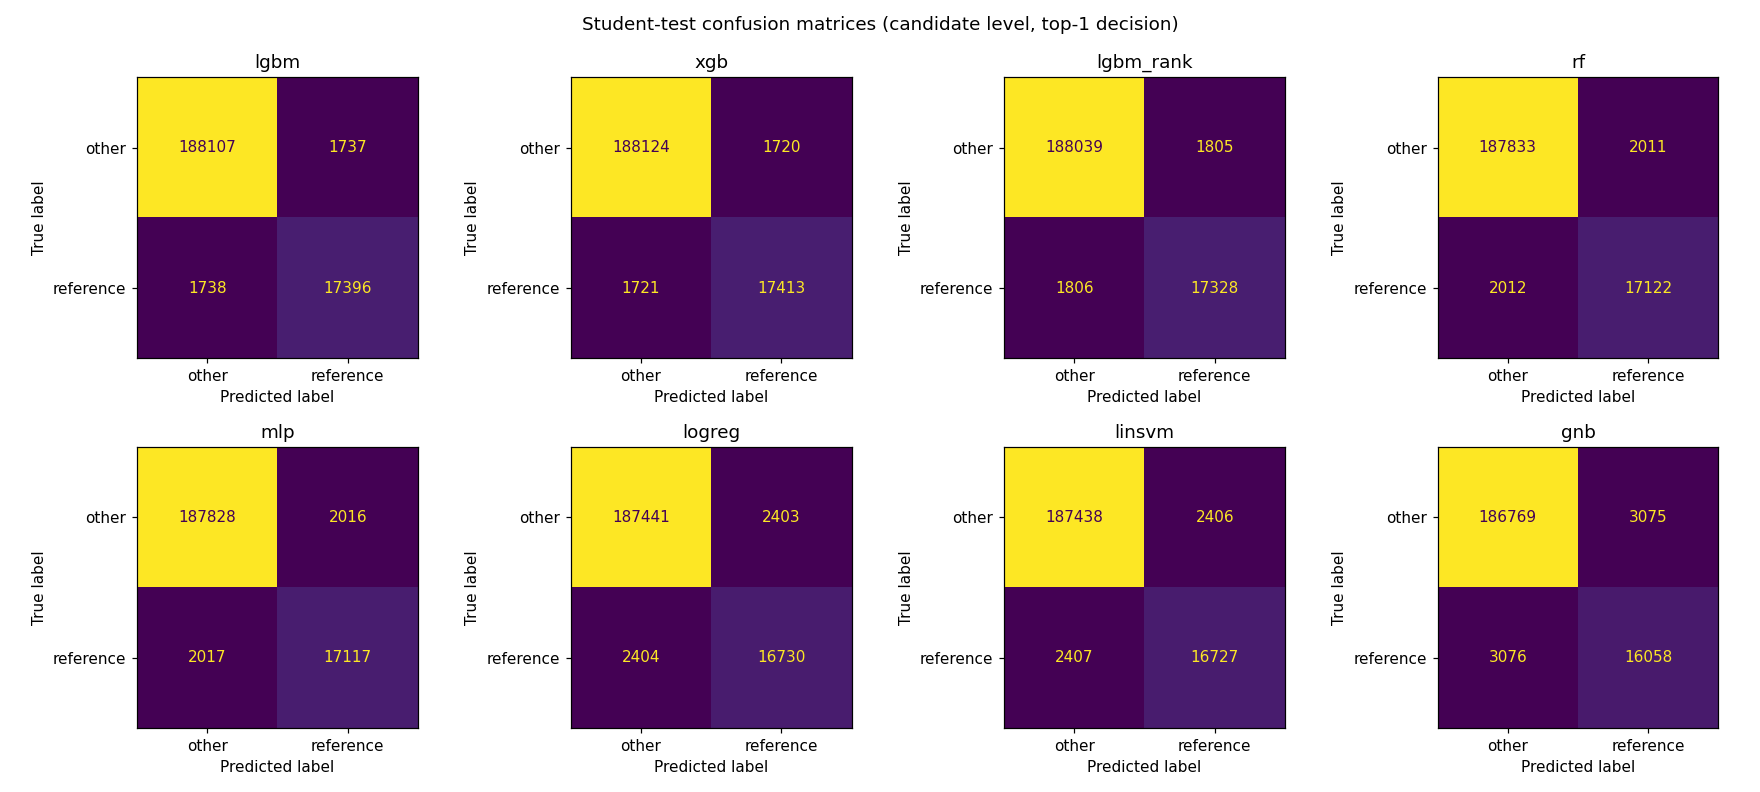 Student-test confusion matrices (candidate level, top-1 decision)
lgbm
xgb
lgbm_rank
rf
True label
other
188107
1737
reference
1738
17396
other
reference
Predicted label
True label
other
188124
1720
reference
1721
17413
other
reference
Predicted label
True label
other
188039
1805
reference
1806
17328
other
reference
Predicted label
True label
other
187833
2011
reference
2012
17122
other
reference
Predicted label
mlp
logreg
linsvm
gnb
True label
other
187828
2016
reference
2017
17117
other
reference
Predicted label
True label
other
187441
2403
reference
2404
16730
other
reference
Predicted label
True label
other
187438
2406
reference
2407
16727
other
reference
Predicted label
True label
other
186769
3075
reference
3076
16058
other
reference
Predicted label